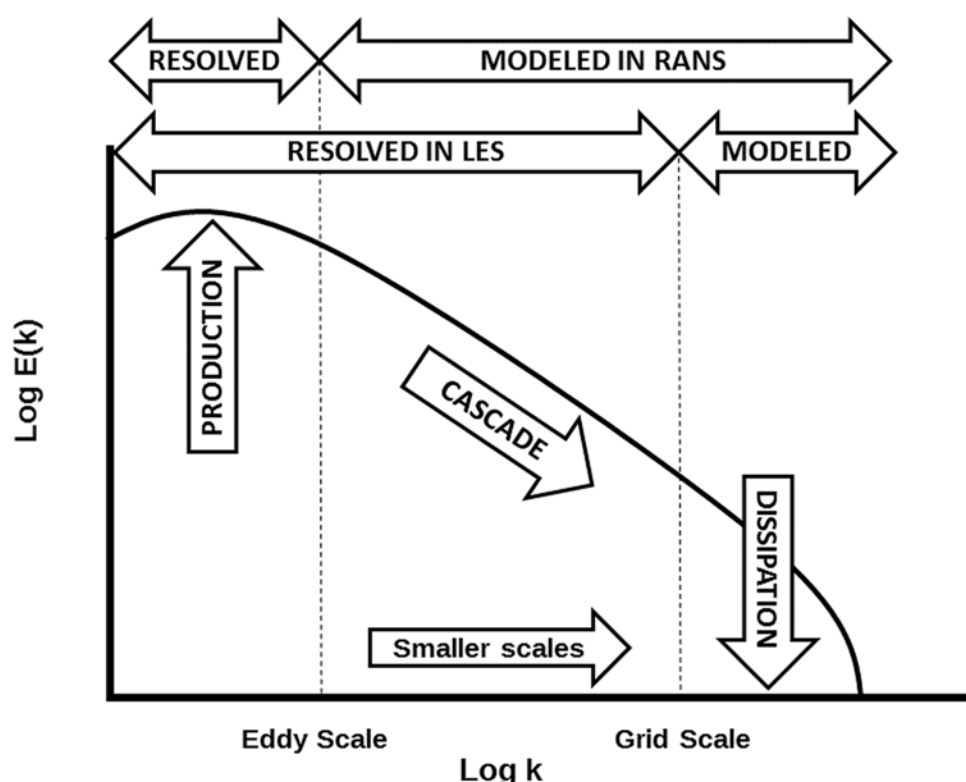 RESOLVED
MODELED IN RANS
RESOLVED IN LES
MODELED
PRODUCTION
CASCADE
DISSIPATION
Smaller scales
Log E(k)
Eddy Scale
Grid Scale
Log k